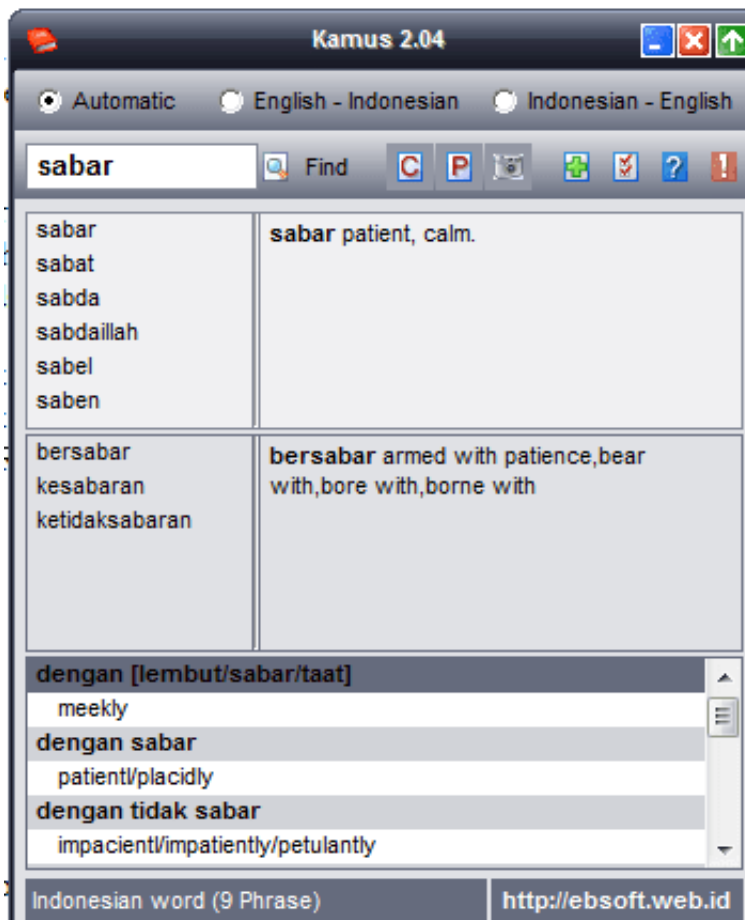 Kamus 2.04
Automatic English - Indonesian Indonesian - English
sabar Find C P ? !
sabar
sabat
sabda
sabdaillah
sabel
saben
sabar patient, calm.
bersabar
kesabaran
ketidaksabaran
bersabar armed with patience,bear
with,bore with,borne with
dengan [lembut/sabar/taat]
meekly
dengan sabar
patientl/placidly
dengan tidak sabar
impacientl/impatiently/petulantly
Indonesian word (9 Phrase) http://ebsoft.web.id